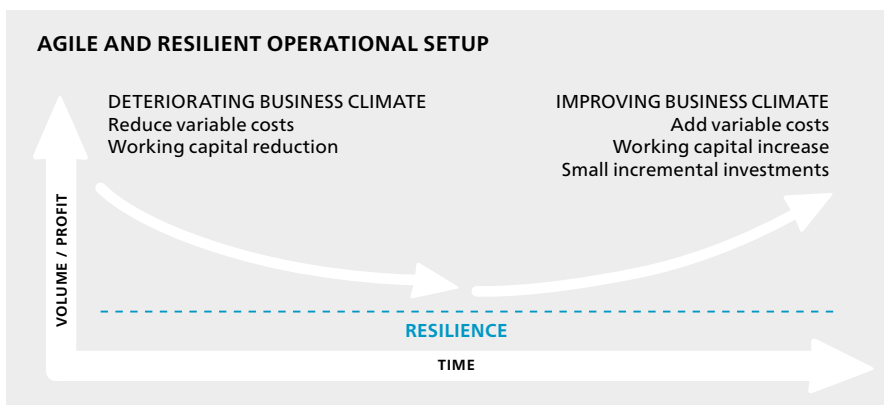 AGILE AND RESILIENT OPERATIONAL SETUP
DETERIORATING BUSINESS CLIMATE
Reduce variable costs
Working capital reduction
IMPROVING BUSINESS CLIMATE
Add variable costs
Working capital increase
Small incremental investments
VOLUME / PROFIT
RESILIENCE
TIME